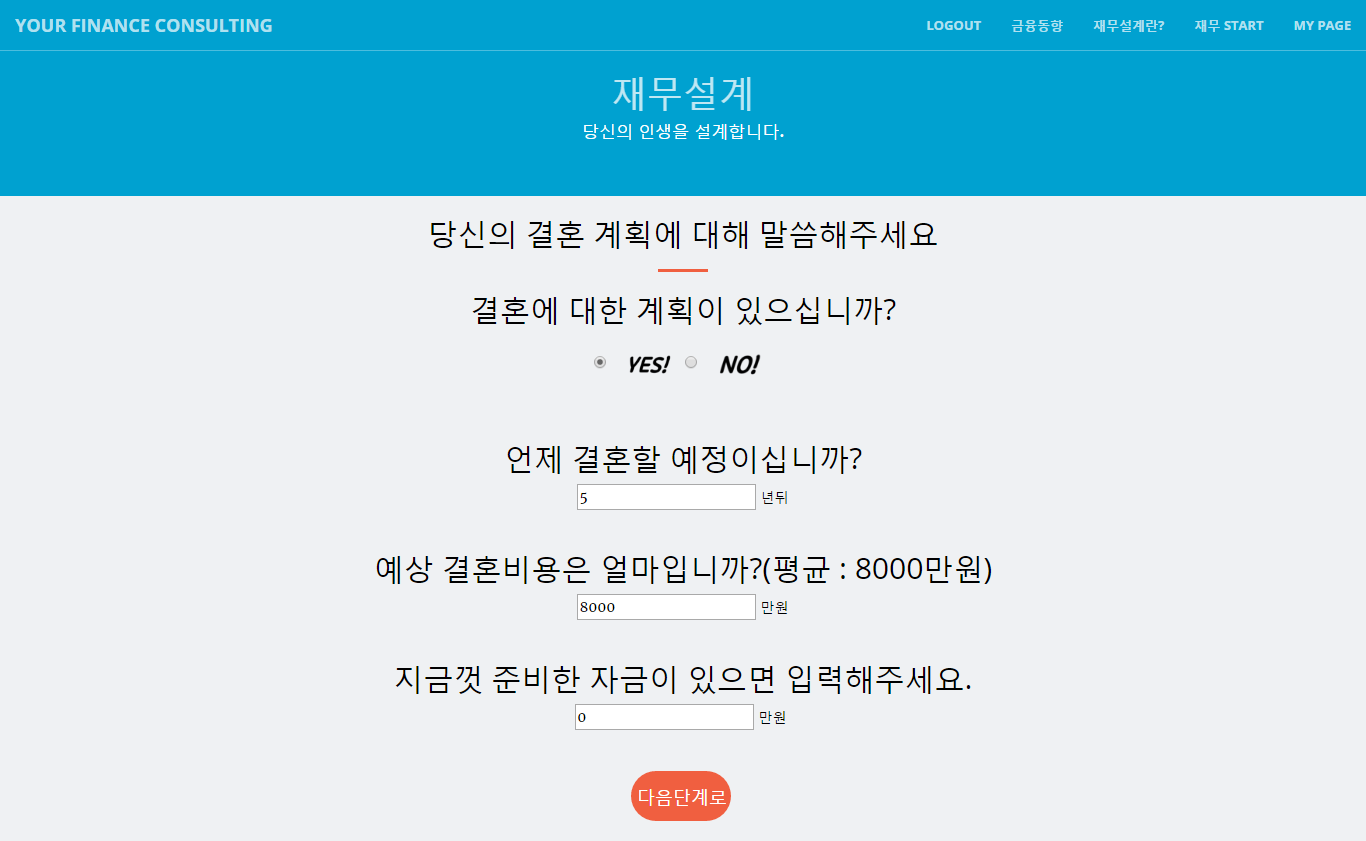 YOUR FINANCE CONSULTING LOGOUT 금융동향 재무설계란? 재무 START MY PAGE
재무설계
당신의 인생을 설계합니다.
당신의 결혼 계획에 대해 말씀해주세요
결혼에 대한 계획이 있으십니까?
YES! NO!
언제 결혼할 예정이십니까?
5 년뒤
예상 결혼비용은 얼마입니까?(평균 : 8000만원)
8000 만원
지금껏 준비한 자금이 있으면 입력해주세요.
0 만원
다음단계로